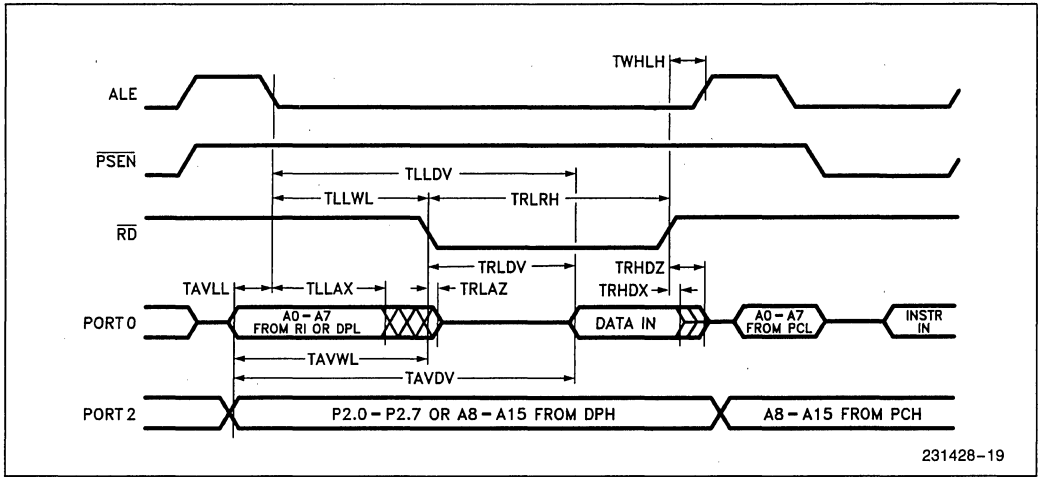 TWHLH
ALE
PSEN
TLLDV
TLLWL
TRLRH
RD
TRLDV
TRHDZ
TAVLL
TLLAX
TRLAZ
TRHDX
PORT 0
A0–A7
FROM RI OR DPL
DATA IN
A0–A7
FROM PCL
INSTR
IN
TAVWL
TAVDV
PORT 2
P2.0–P2.7 OR A8–A15 FROM DPH
A8–A15 FROM PCH
231428-19